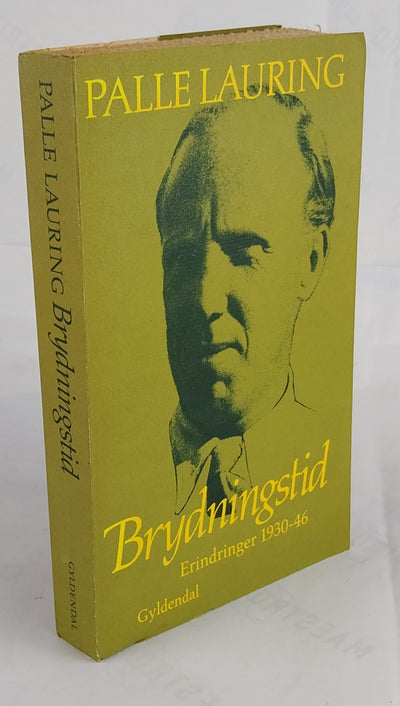 PALLE LAURING
Brydningstid
Erindringer 1930-46
Gyldendal
PALLE LAURING Brydningstid
GYLDENDAL